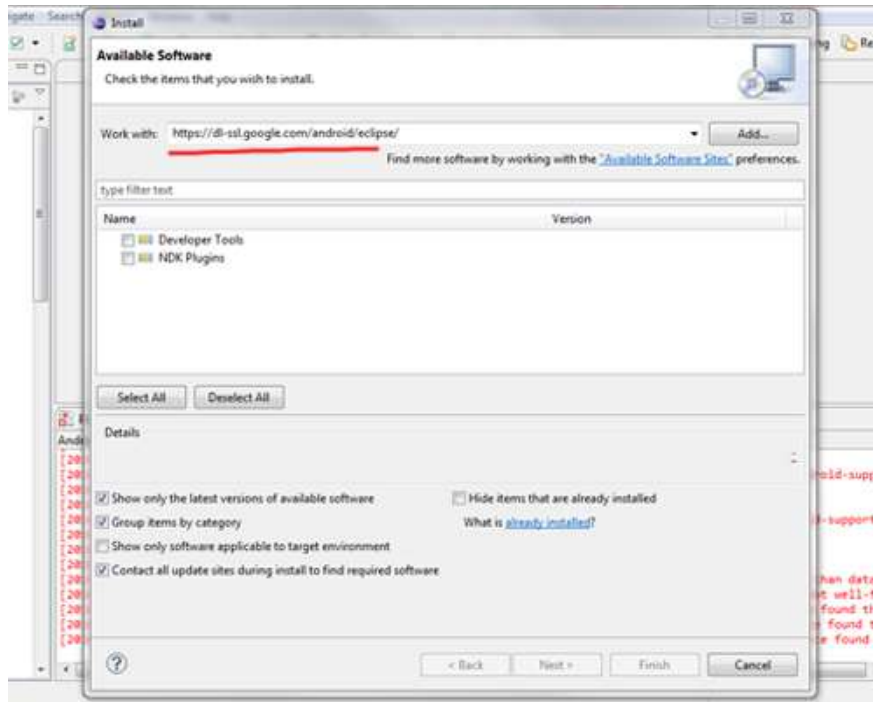 Search
Install
Available Software
Check the items that you wish to install.
Work with: https://dl-ssl.google.com/android/eclipse/ Add...
Find more software by working with the "Available Software Sites" preferences.
type filter text
Name Version
Developer Tools
NDK Plugins
Select All Deselect All
Details
Show only the latest versions of available software Hide items that are already installed
Group items by category What is already installed?
Show only software applicable to target environment
Contact all update sites during install to find required software
< Back Next > Finish Cancel